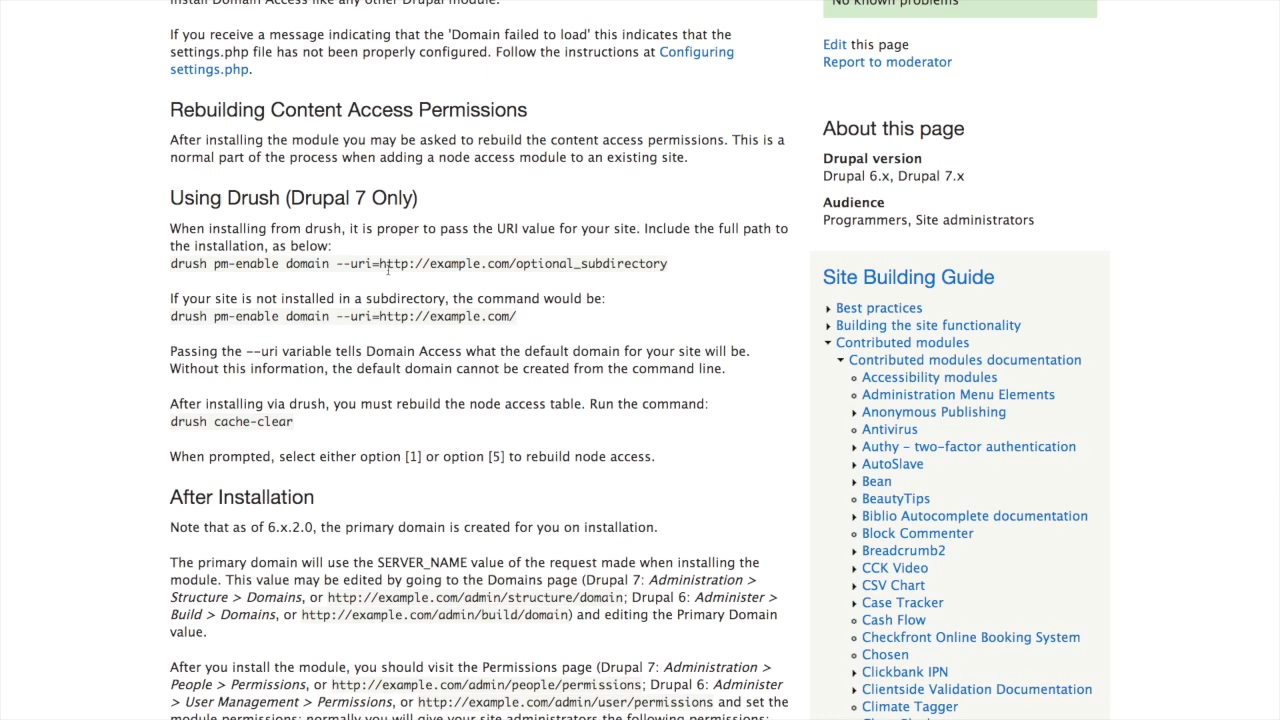 install Domain Access like any other Drupal module.
If you receive a message indicating that the 'Domain failed to load' this indicates that the
settings.php file has not been properly configured. Follow the instructions at Configuring
settings.php.
Rebuilding Content Access Permissions
After installing the module you may be asked to rebuild the content access permissions. This is a
normal part of the process when adding a node access module to an existing site.
Using Drush (Drupal 7 Only)
When installing from drush, it is proper to pass the URI value for your site. Include the full path to
the installation, as below:
drush pm-enable domain --uri=http://example.com/optional_subdirectory
If your site is not installed in a subdirectory, the command would be:
drush pm-enable domain --uri=http://example.com/
Passing the --uri variable tells Domain Access what the default domain for your site will be.
Without this information, the default domain cannot be created from the command line.
After installing via drush, you must rebuild the node access table. Run the command:
drush cache-clear
When prompted, select either option [1] or option [5] to rebuild node access.
After Installation
Note that as of 6.x.2.0, the primary domain is created for you on installation.
The primary domain will use the SERVER_NAME value of the request made when installing the
module. This value may be edited by going to the Domains page (Drupal 7: Administration >
Structure > Domains, or http://example.com/admin/structure/domain; Drupal 6: Administer >
Build > Domains, or http://example.com/admin/build/domain) and editing the Primary Domain
value.
After you install the module, you should visit the Permissions page (Drupal 7: Administration >
People > Permissions, or http://example.com/admin/people/permissions; Drupal 6: Administer
> User Management > Permissions, or http://example.com/admin/user/permissions and set the
module permissions; normally you will give your site administrators the following permissions:
No known problems
Edit this page
Report to moderator
About this page
Drupal version
Drupal 6.x, Drupal 7.x
Audience
Programmers, Site administrators
Site Building Guide
Best practices
Building the site functionality
Contributed modules
Contributed modules documentation
Accessibility modules
Administration Menu Elements
Anonymous Publishing
Antivirus
Authy - two-factor authentication
AutoSlave
Bean
BeautyTips
Biblio Autocomplete documentation
Block Commenter
Breadcrumb2
CCK Video
CSV Chart
Case Tracker
Cash Flow
Checkfront Online Booking System
Chosen
Clickbank IPN
Clientside Validation Documentation
Climate Tagger